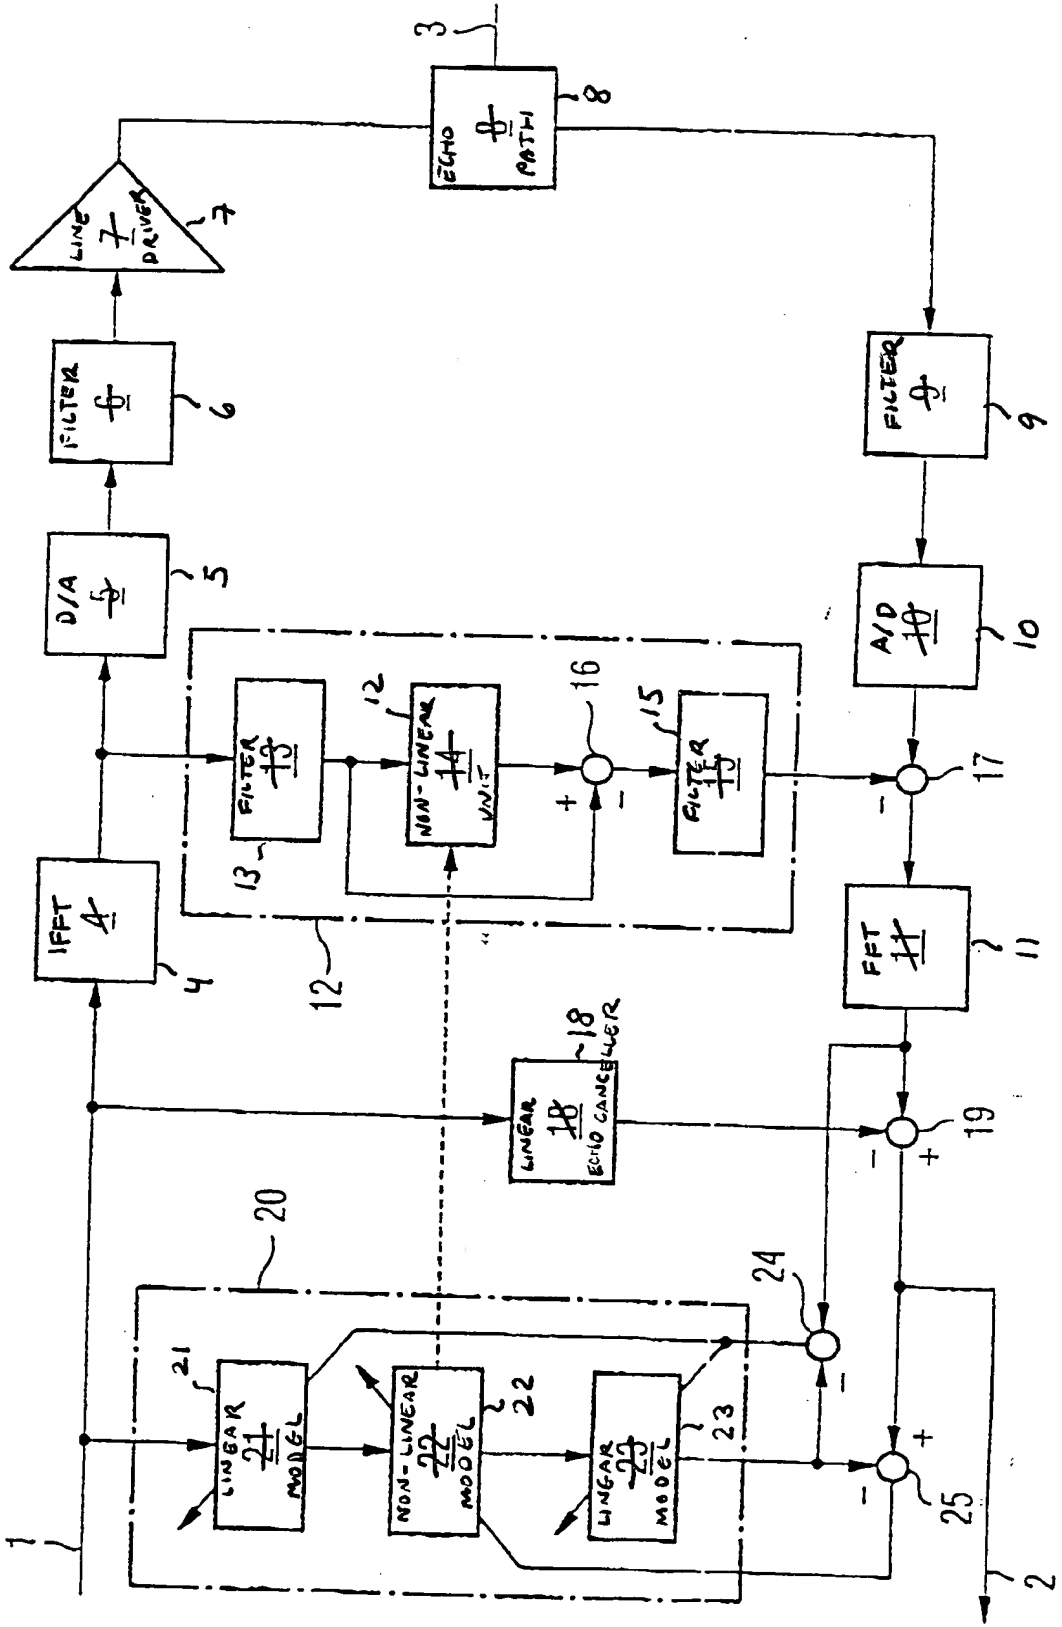 1
IFFT
4
4
D/A
5
5
FILTER
6
6
LINE
7
DRIVER
7
ECHO
8
PATH
8
3
FILTER
9
9
A/D
10
10
17
-
FFT
11
11
12
FILTER
13
13
NON-LINEAR
14
UNIT
12
16
+
-
FILTER
15
15
LINEAR
18
ECHO CANCELLER
18
19
-
+
20
LINEAR
21
MODEL
21
NON-LINEAR
22
MODEL
22
LINEAR
23
MODEL
23
24
-
25
-
+
2